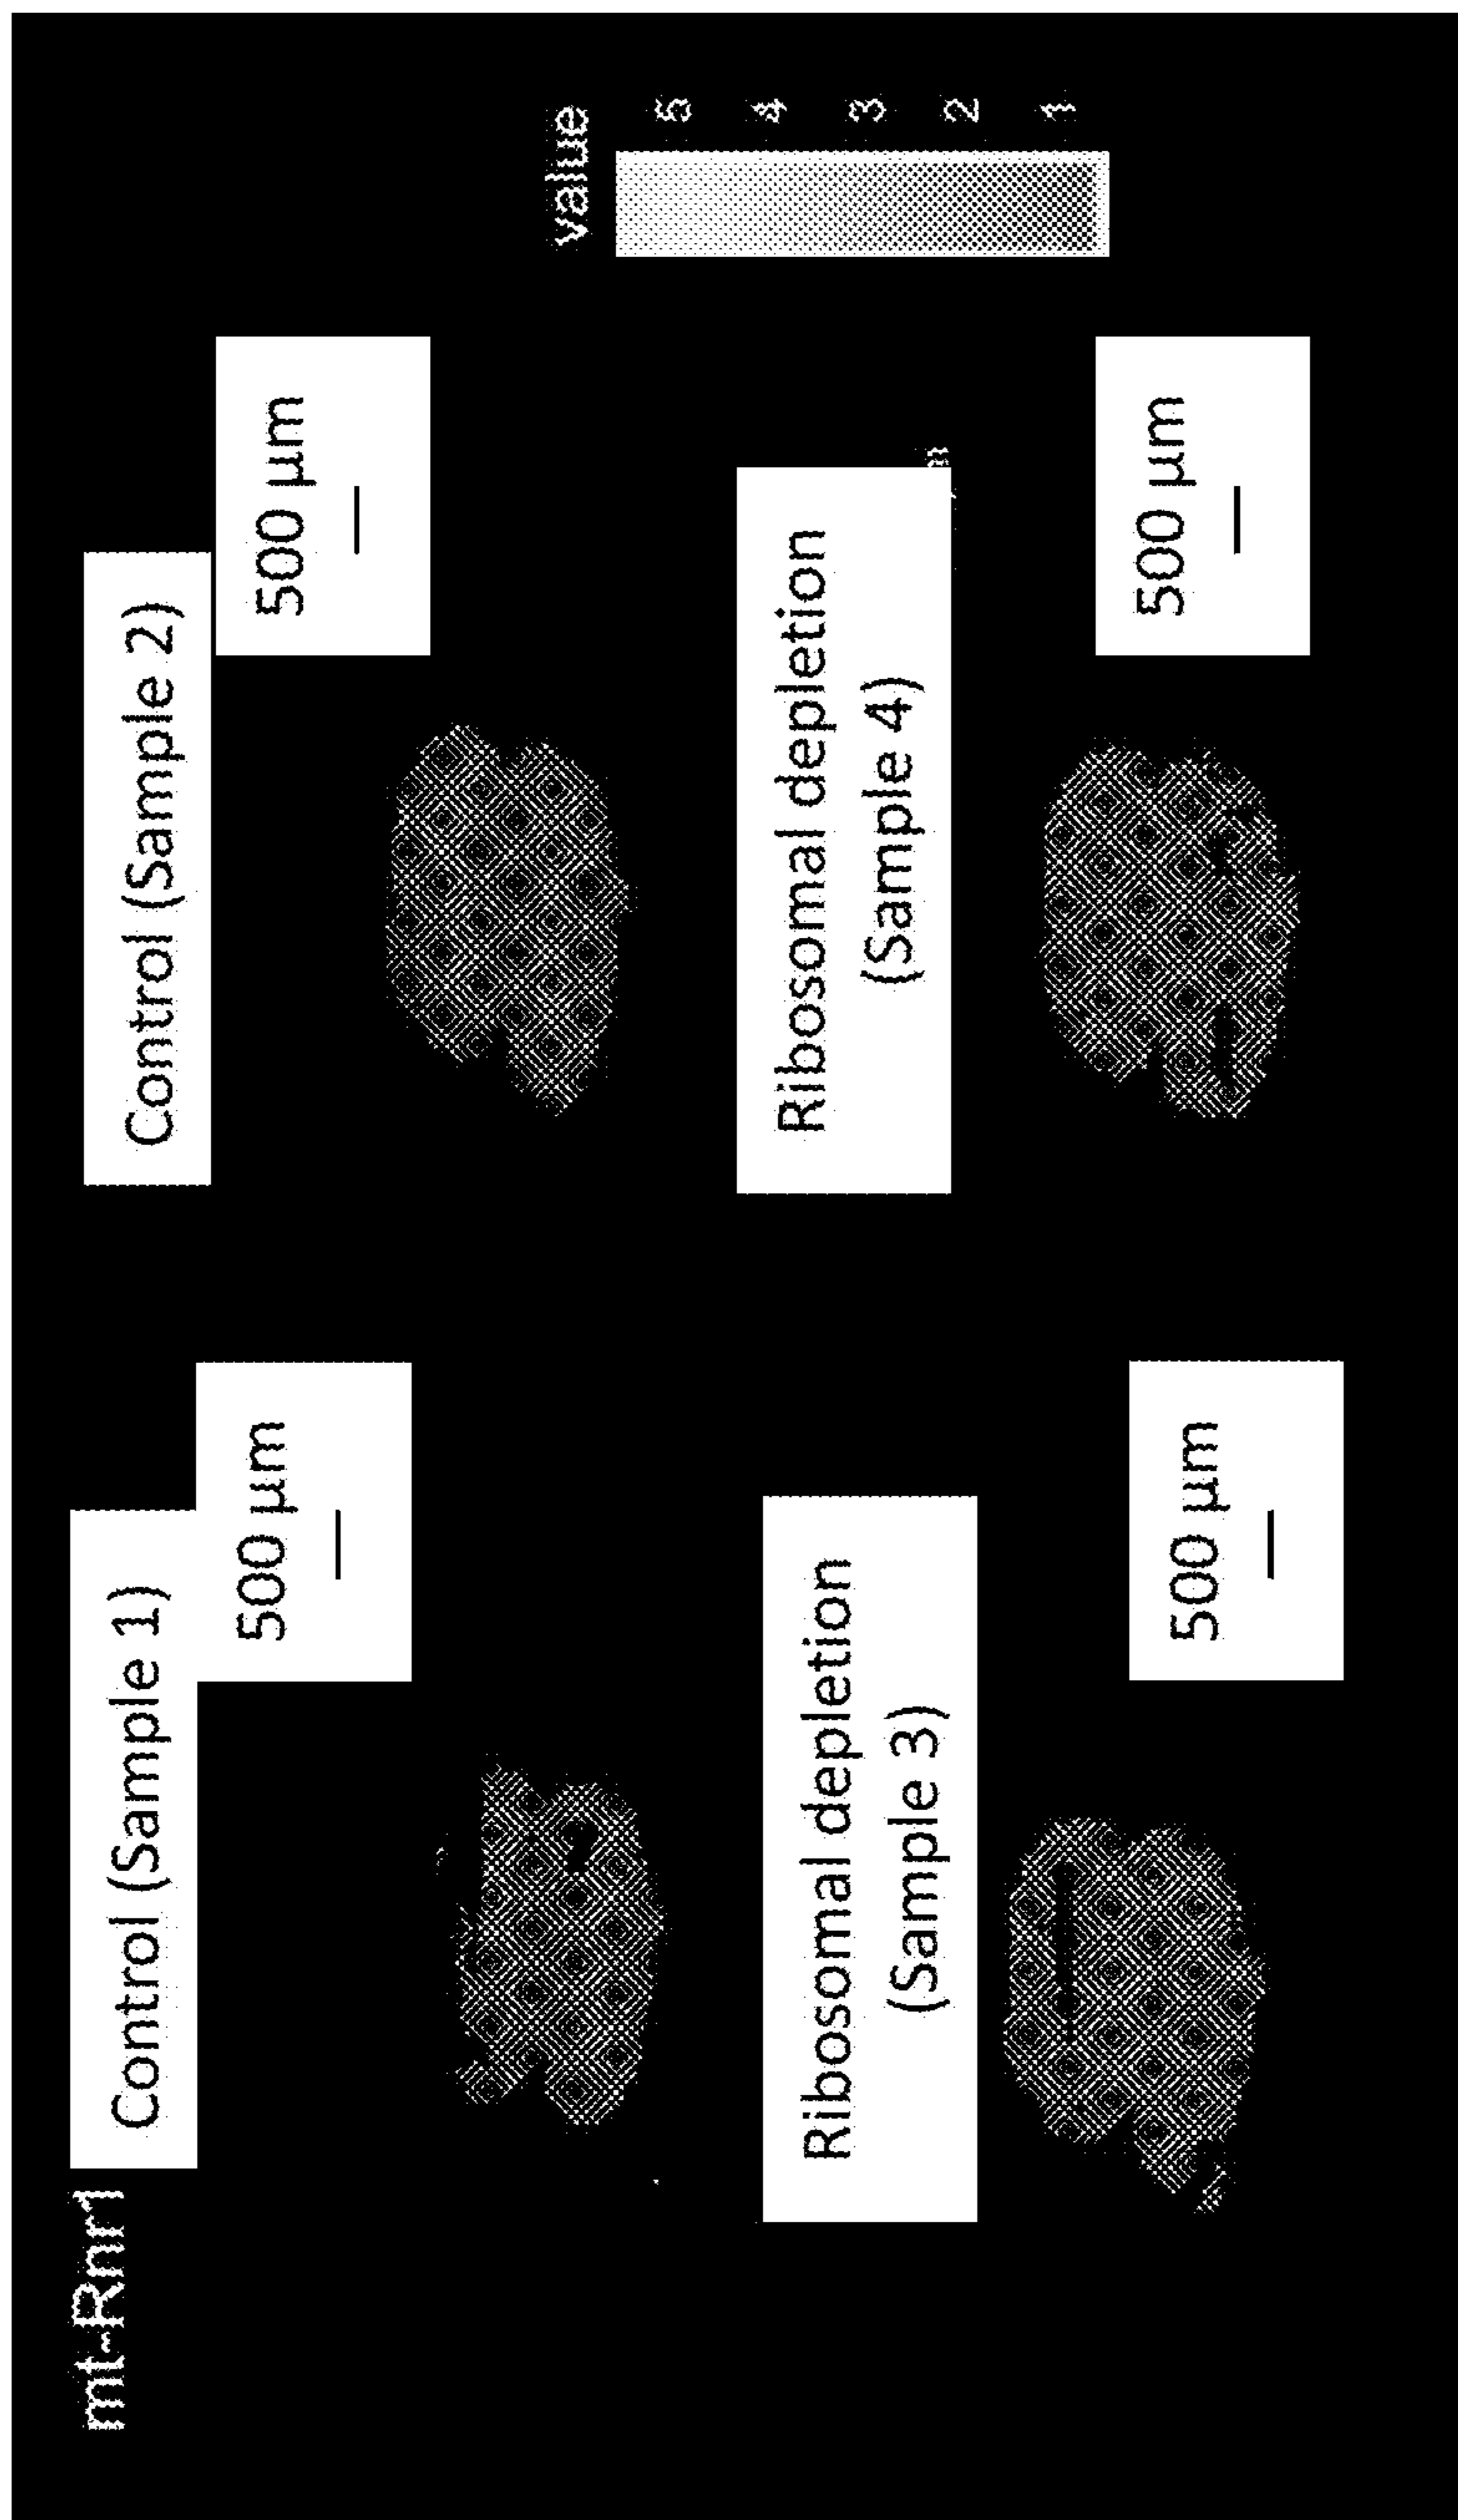 mt-Rnr1
Control (Sample 1)
500 μm
Control (Sample 2)
500 μm
value
5
4
3
2
1
Ribosomal depletion
(Sample 3)
500 μm
Ribosomal depletion
(Sample 4)
500 μm